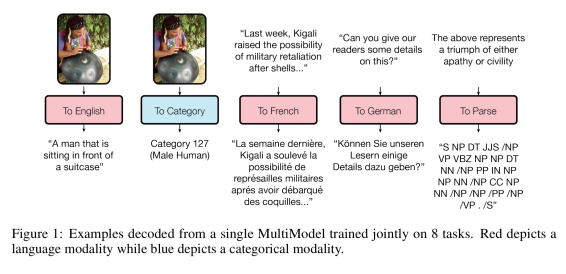 "Last week, Kigali
raised the possibility
of military retaliation
after shells..."
"Can you give our
readers some details
on this?"
The above represents
a triumph of either
apathy or civility
To English
To Category
To French
To German
To Parse
"A man that is
sitting in front of
a suitcase"
Category 127
(Male Human)
"La semaine dernière,
Kigali a soulevé la
possibilité de
représailles militaires
aprés avoir débarqué
des coquilles..."
"Können Sie unseren
Lesern einige
Details dazu geben?"
"S NP DT JJS /NP
VP VBZ NP NP DT
NN /NP PP IN NP
NP NN /NP CC NP
NN /NP /NP /PP /NP
/VP . /S"
Figure 1: Examples decoded from a single MultiModel trained jointly on 8 tasks. Red depicts a
language modality while blue depicts a categorical modality.